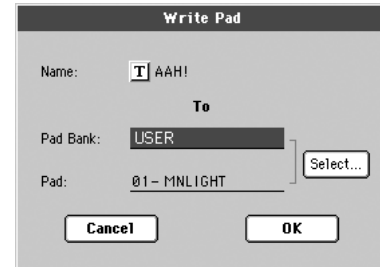 Write Pad
Name: T AAH!
To
Pad Bank: USER
Select...
Pad: 01- MNLIGHT
Cancel OK